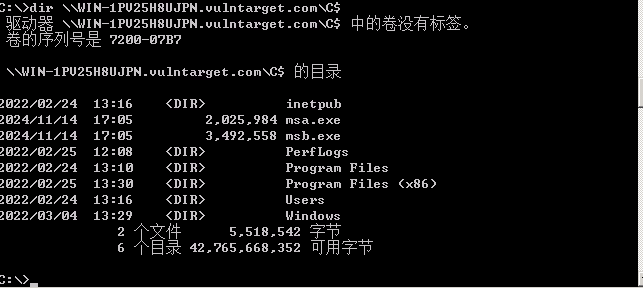 C:\>dir \\WIN-1PV25H8UJPN.vulntarget.com\C$
驱动器 \\WIN-1PV25H8UJPN.vulntarget.com\C$ 中的卷没有标签。
卷的序列号是 7200-07B7
\\WIN-1PV25H8UJPN.vulntarget.com\C$ 的目录
2022/02/24 13:16 <DIR> inetpub
2024/11/14 17:05 2,025,984 msa.exe
2024/11/14 17:05 3,492,558 msb.exe
2022/02/25 12:08 <DIR> PerfLogs
2022/02/24 13:10 <DIR> Program Files
2022/02/25 13:30 <DIR> Program Files (x86)
2022/02/24 13:16 <DIR> Users
2022/03/04 13:29 <DIR> Windows
2 个文件 5,518,542 字节
6 个目录 42,765,668,352 可用字节
C:\>